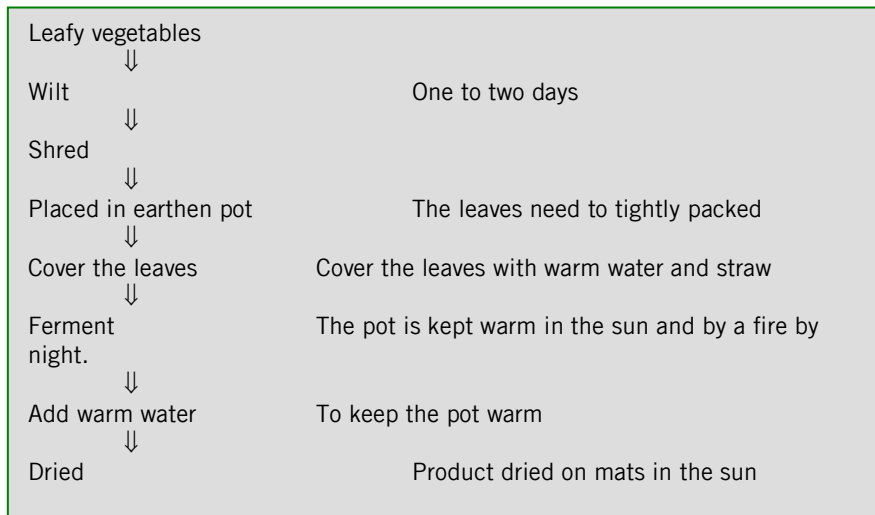 Leafy vegetables
⇓
Wilt One to two days
⇓
Shred
⇓
Placed in earthen pot The leaves need to tightly packed
⇓
Cover the leaves Cover the leaves with warm water and straw
⇓
Ferment The pot is kept warm in the sun and by a fire by
night.
⇓
Add warm water To keep the pot warm
⇓
Dried Product dried on mats in the sun